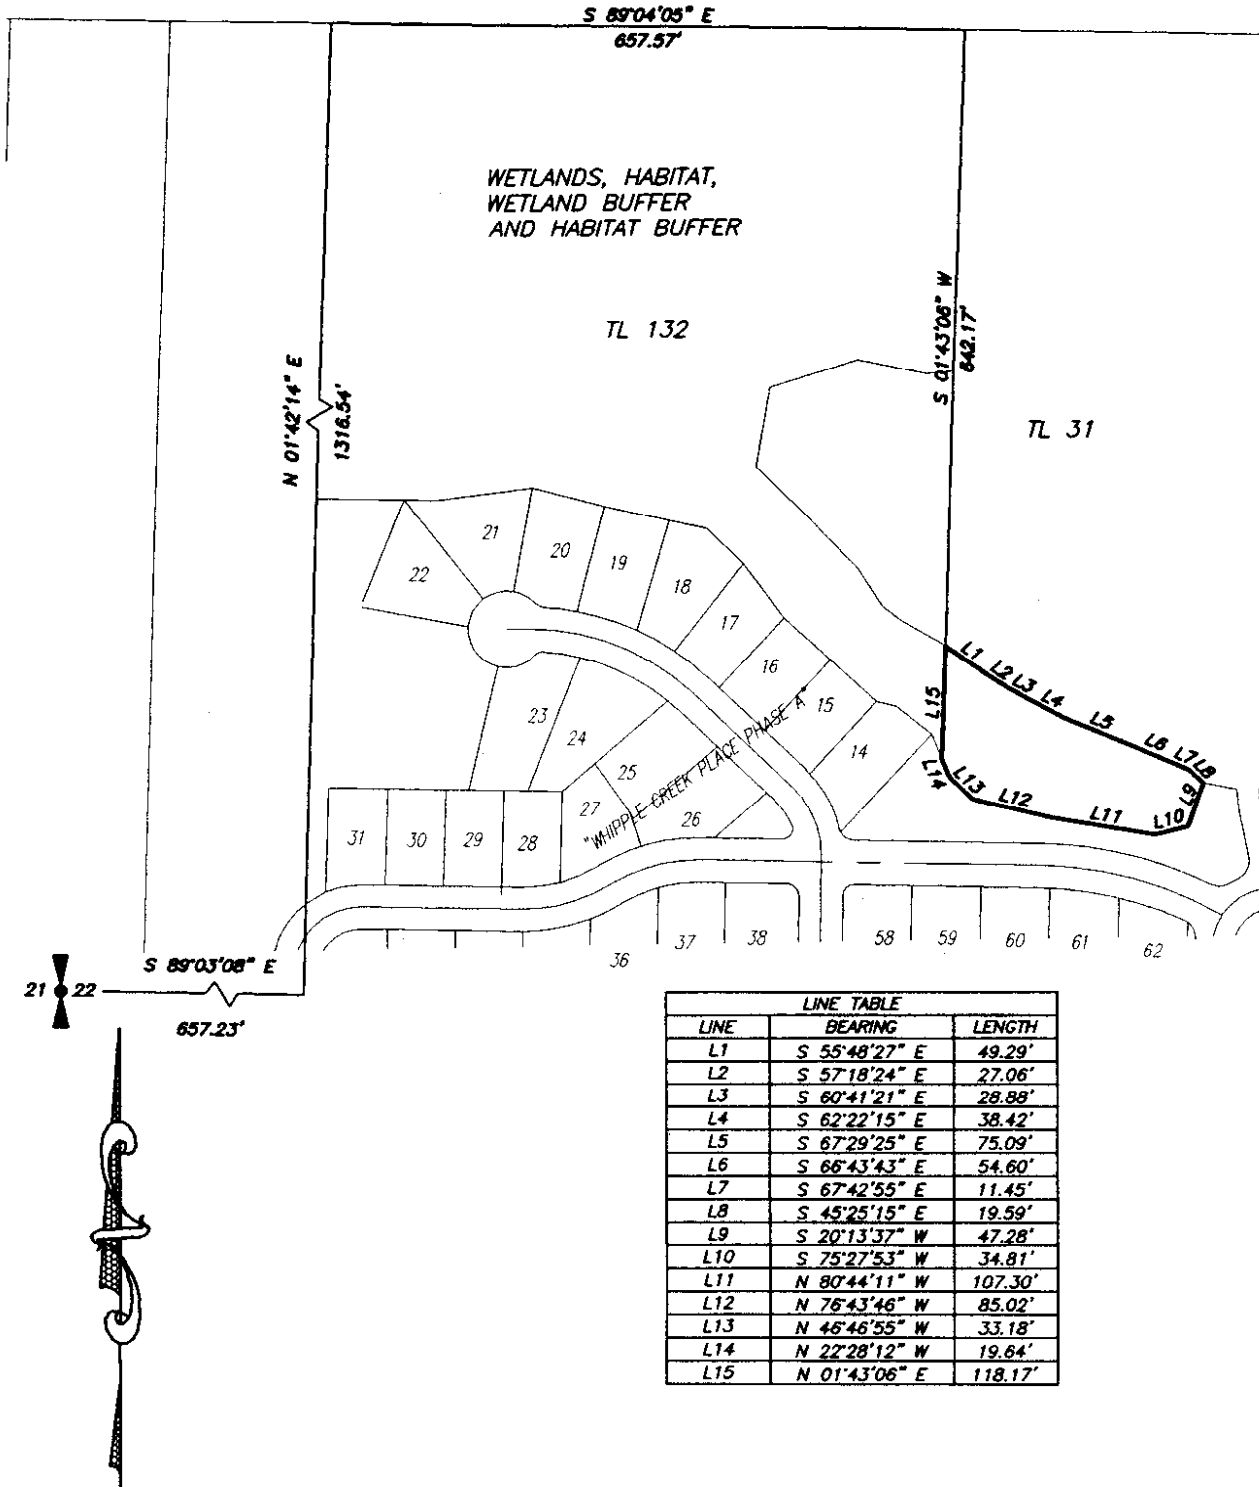 S 89°04'05" E
657.57'
WETLANDS, HABITAT,
WETLAND BUFFER
AND HABITAT BUFFER
TL 132
S 01°43'06" W
642.17'
N 01°42'14" E
1316.54'
TL 31
21
20
19
22
18
17
16
15
14
23
24
25
26
27
"WHIPPLE CREEK PLACE PHASE A"
31
30
29
28
L1
L2
L3
L4
L5
L6
L7
L8
L9
L10
L11
L12
L13
L14
L15
36
37
38
58
59
60
61
62
S 89°03'08" E
21 22
657.23'
LINE TABLE
LINE BEARING LENGTH
L1 S 55°48'27" E 49.29'
L2 S 57°18'24" E 27.06'
L3 S 60°41'21" E 28.88'
L4 S 62°22'15" E 38.42'
L5 S 67°29'25" E 75.09'
L6 S 66°43'43" E 54.60'
L7 S 67°42'55" E 11.45'
L8 S 45°25'15" E 19.59'
L9 S 20°13'37" W 47.28'
L10 S 75°27'53" W 34.81'
L11 N 80°44'11" W 107.30'
L12 N 76°43'46" W 85.02'
L13 N 46°46'55" W 33.18'
L14 N 22°28'12" W 19.64'
L15 N 01°43'06" E 118.17'